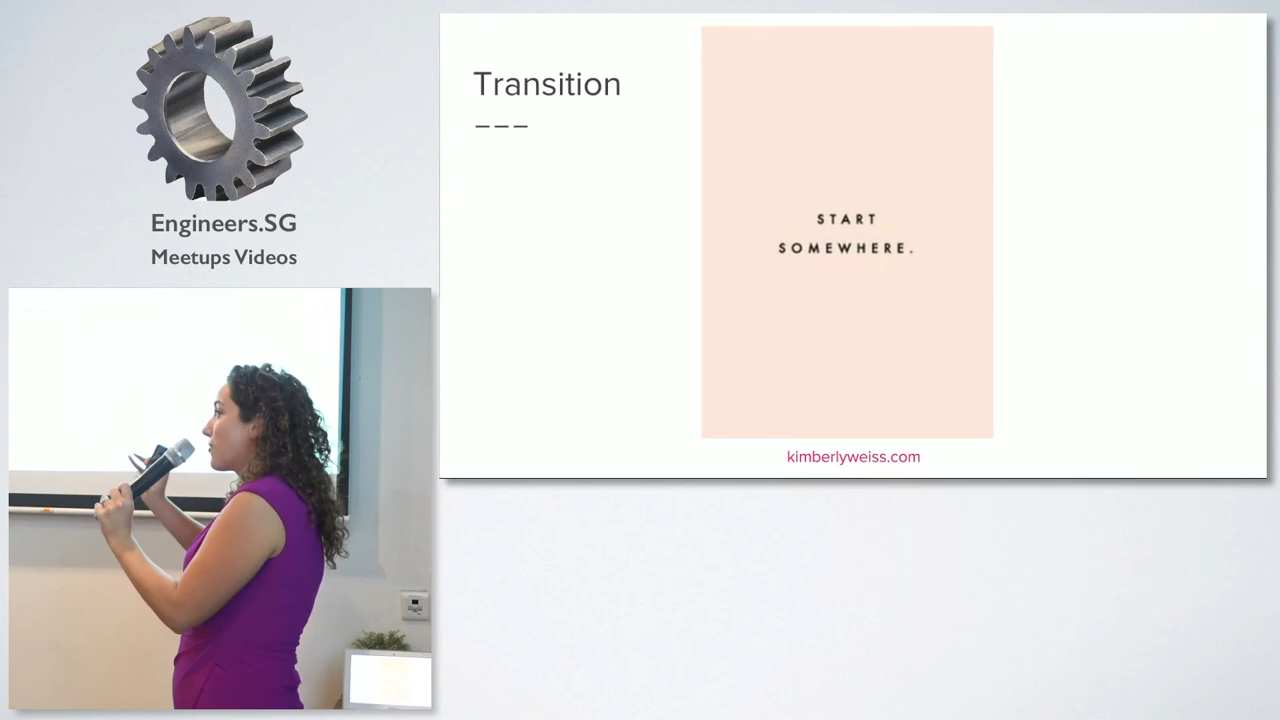 Engineers.SG
Meetups Videos
Transition
– – –
START
SOMEWHERE.
kimberlyweiss.com